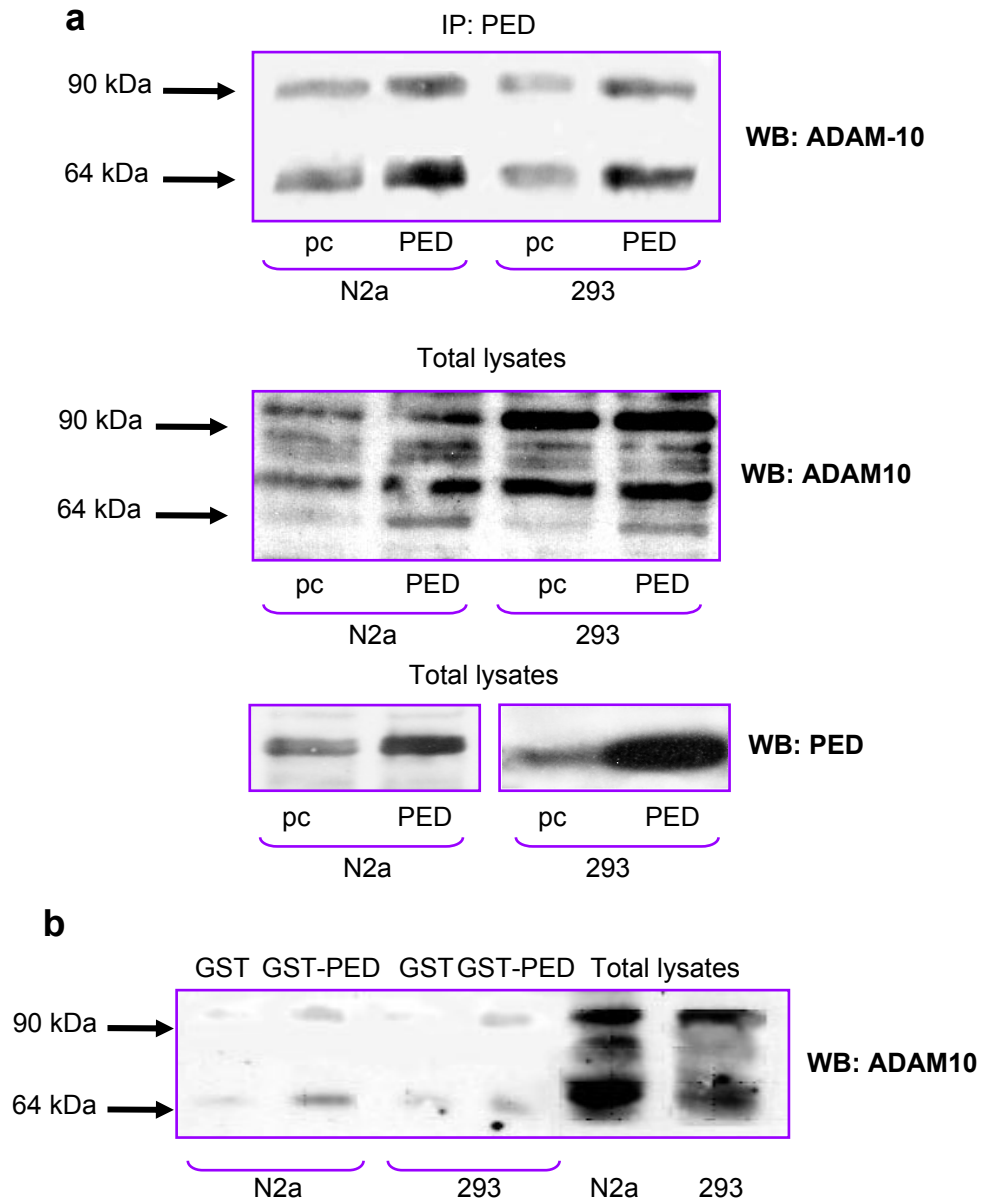 a
IP: PED
90 kDa
64 kDa
WB: ADAM-10
pc PED pc PED
N2a 293
Total lysates
90 kDa
64 kDa
WB: ADAM10
pc PED pc PED
N2a 293
Total lysates
WB: PED
pc PED pc PED
N2a 293
b
GST GST-PED GST GST-PED Total lysates
90 kDa
64 kDa
WB: ADAM10
N2a 293 N2a 293